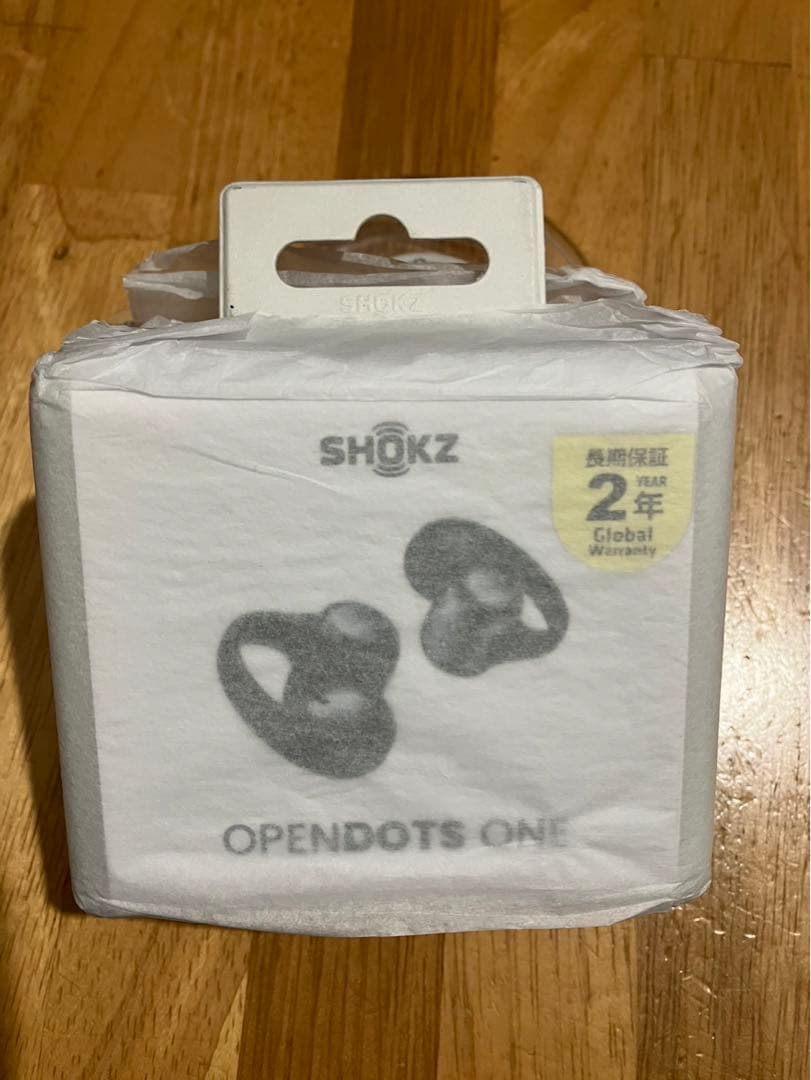 SHOKZ
SHOKZ
長期保証
2 YEAR
年
Global
Warranty
OPENDOTS ONE